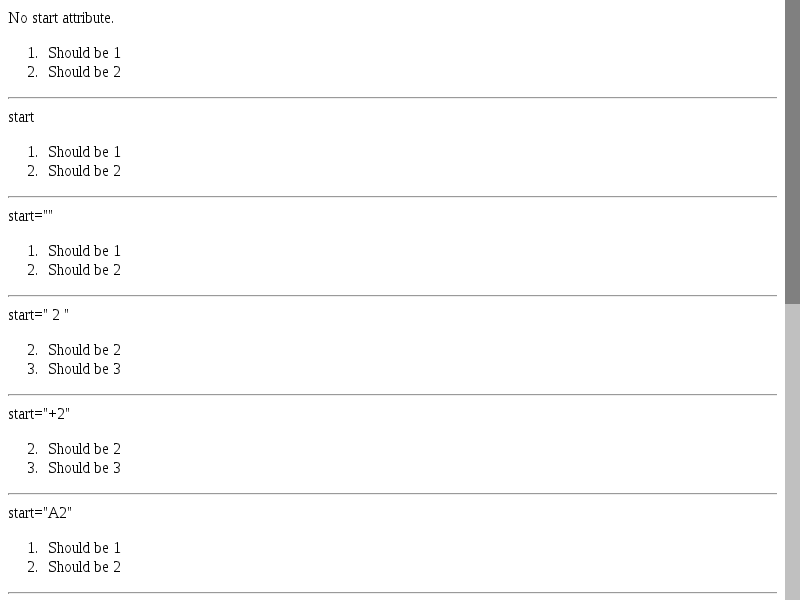 No start attribute.
1. Should be 1
2. Should be 2
start
1. Should be 1
2. Should be 2
start=""
1. Should be 1
2. Should be 2
start=" 2 "
2. Should be 2
3. Should be 3
start="+2"
2. Should be 2
3. Should be 3
start="A2"
1. Should be 1
2. Should be 2